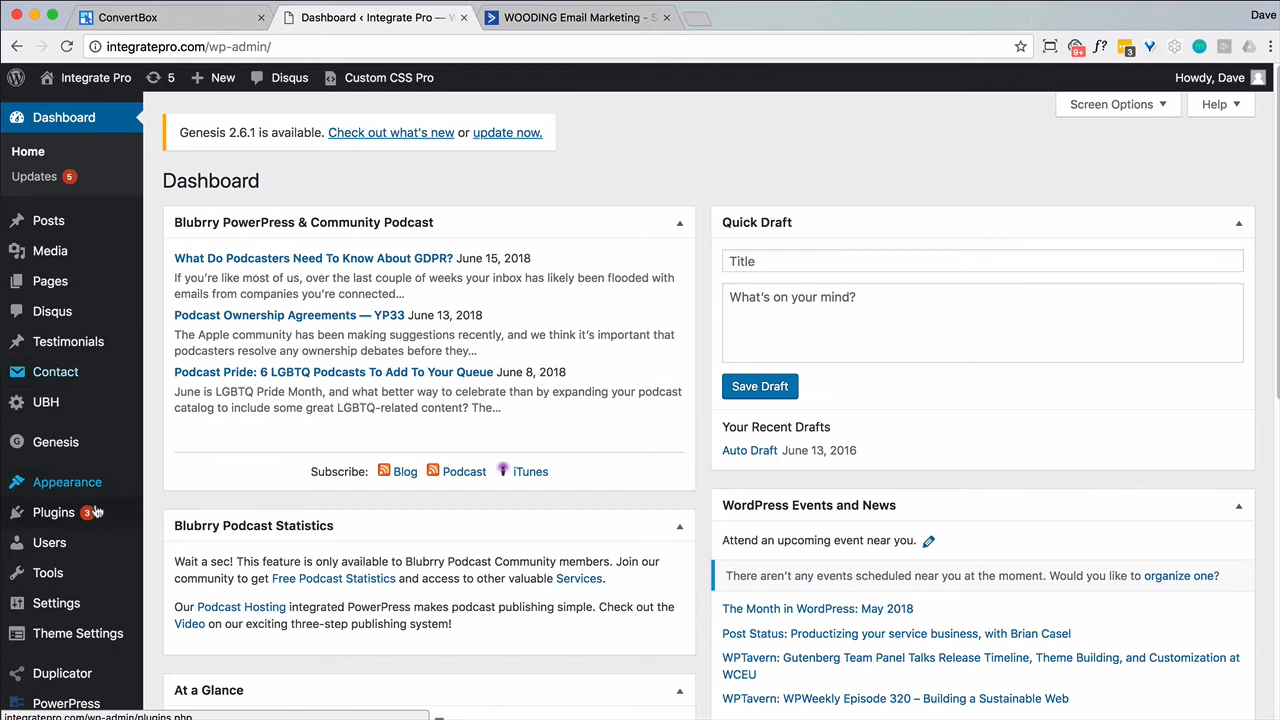 ConvertBox
Dashboard ‹ Integrate Pro — W
WOODING Email Marketing - S
Dave
integratepro.com/wp-admin/
f?
9+
3
Integrate Pro
5
New
Disqus
Custom CSS Pro
Howdy, Dave
Dashboard
Home
Updates 5
Posts
Media
Pages
Disqus
Testimonials
Contact
UBH
Genesis
Appearance
Plugins 3
Users
Tools
Settings
Theme Settings
Duplicator
PowerPress
Screen Options
Help
Genesis 2.6.1 is available. Check out what's new or update now.
Dashboard
Blubrry PowerPress & Community Podcast
What Do Podcasters Need To Know About GDPR? June 15, 2018
If you're like most of us, over the last couple of weeks your inbox has likely been flooded with
emails from companies you're connected...
Podcast Ownership Agreements — YP33 June 13, 2018
The Apple community has been making suggestions recently, and we think it's important that
podcasters resolve any ownership debates before they...
Podcast Pride: 6 LGBTQ Podcasts To Add To Your Queue June 8, 2018
June is LGBTQ Pride Month, and what better way to celebrate than by expanding your podcast
catalog to include some great LGBTQ-related content? The...
Subscribe: Blog Podcast iTunes
Blubrry Podcast Statistics
Wait a sec! This feature is only available to Blubrry Podcast Community members. Join our
community to get Free Podcast Statistics and access to other valuable Services.
Our Podcast Hosting integrated PowerPress makes podcast publishing simple. Check out the
Video on our exciting three-step publishing system!
At a Glance
Quick Draft
Title
What's on your mind?
Save Draft
Your Recent Drafts
Auto Draft June 13, 2016
WordPress Events and News
Attend an upcoming event near you.
There aren't any events scheduled near you at the moment. Would you like to organize one?
The Month in WordPress: May 2018
Post Status: Productizing your service business, with Brian Casel
WPTavern: Gutenberg Team Panel Talks Release Timeline, Theme Building, and Customization at
WCEU
WPTavern: WPWeekly Episode 320 – Building a Sustainable Web
integratepro.com/wp-admin/plugins.php